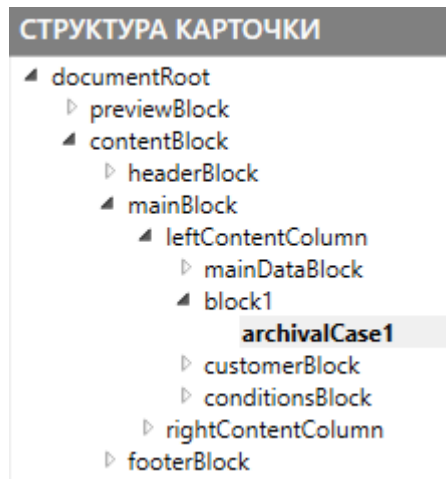 СТРУКТУРА КАРТОЧКИ
documentRoot
previewBlock
contentBlock
headerBlock
mainBlock
leftContentColumn
mainDataBlock
block1
archivalCase1
customerBlock
conditionsBlock
rightContentColumn
footerBlock